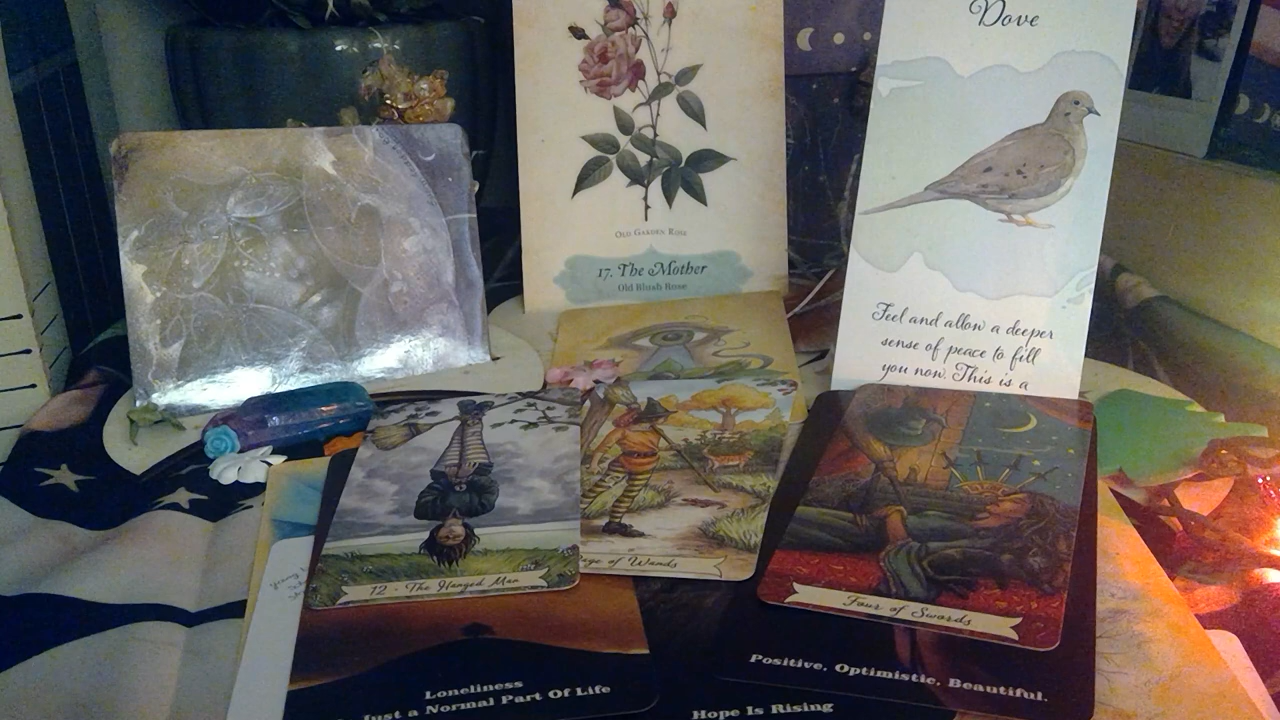 Dove
Old Garden Rose
17. The Mother
Old Blush Rose
Feel and allow a deeper
sense of peace to fill
you now. This is a
12 - The Hanged Man
Page of Wands
Four of Swords
Loneliness
Just a Normal Part Of Life
Positive, Optimistic, Beautiful.
Hope Is Rising